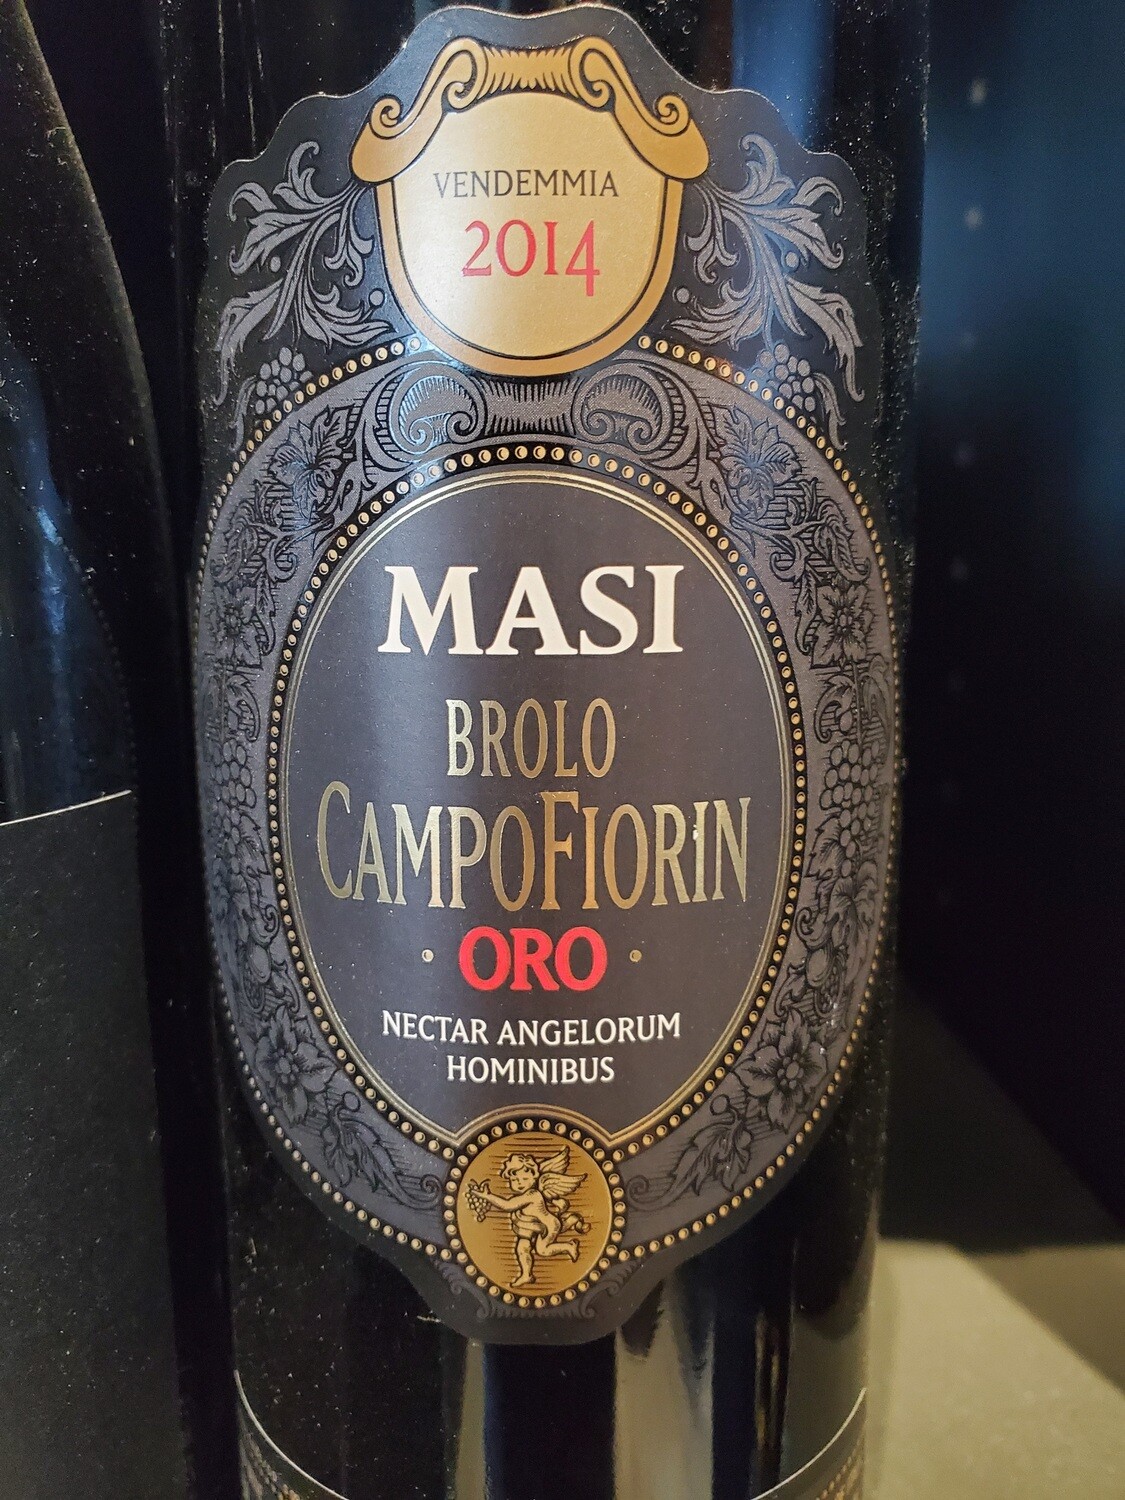 VENDEMMIA
2014
MASI
BROLO
CAMPOFIORIN
· ORO ·
NECTAR ANGELORUM
HOMINIBUS